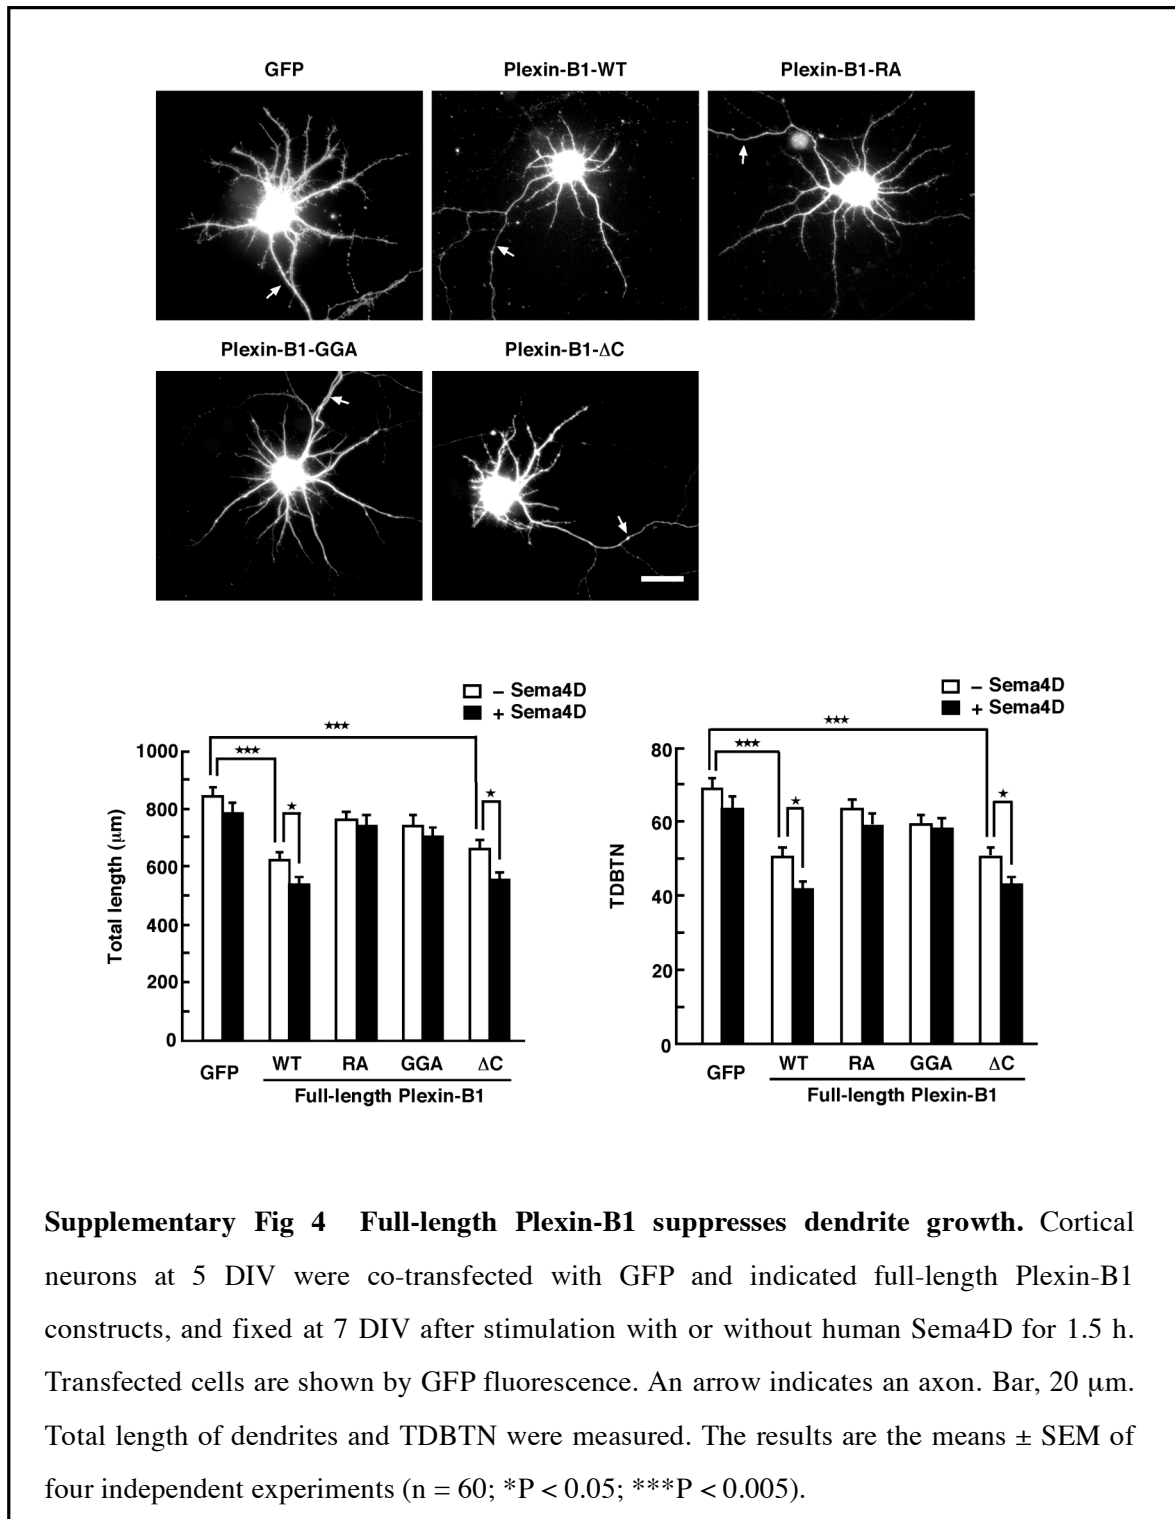 GFP Plexin-B1-WT Plexin-B1-RA
Plexin-B1-GGA Plexin-B1-ΔC
– Sema4D
+ Sema4D
★★★
★★★
★
★
1000
800
600
400
200
0
Total length (μm)
GFP WT RA GGA ΔC
Full-length Plexin-B1
– Sema4D
+ Sema4D
★★★
★★★
★
★
80
60
40
20
0
TDBTN
GFP WT RA GGA ΔC
Full-length Plexin-B1
Supplementary Fig 4 Full-length Plexin-B1 suppresses dendrite growth. Cortical
neurons at 5 DIV were co-transfected with GFP and indicated full-length Plexin-B1
constructs, and fixed at 7 DIV after stimulation with or without human Sema4D for 1.5 h.
Transfected cells are shown by GFP fluorescence. An arrow indicates an axon. Bar, 20 μm.
Total length of dendrites and TDBTN were measured. The results are the means ± SEM of
four independent experiments (n = 60; *P < 0.05; ***P < 0.005).